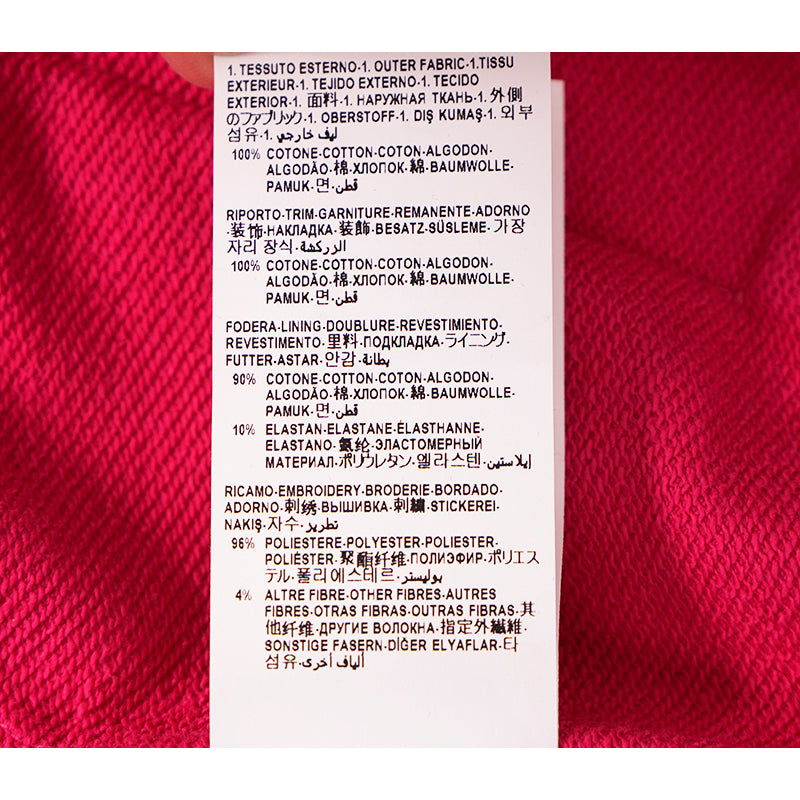 1. TESSUTO ESTERNO-1. OUTER FABRIC-1.TISSU
EXTERIEUR-1. TEJIDO EXTERNO-1. TECIDO
EXTERIOR-1. 面料-1. НАРУЖНАЯ ТКАНЬ-1. 外側
のファブリック-1. OBERSTOFF-1. DIŞ KUMAŞ-1. 외부
섬유-1. ليف خارجي
100% COTONE-COTTON-COTON-ALGODON-
ALGODÃO-棉-ХЛОПОК-綿-BAUMWOLLE-
PAMUK-면-قطن
RIPORTO-TRIM-GARNITURE-REMANENTE-ADORNO
-装饰-НАКЛАДКА-装飾-BESATZ-SÜSLEME-가장
자리 장식-الزركشة
100% COTONE-COTTON-COTON-ALGODON-
ALGODÃO-棉-ХЛОПОК-綿-BAUMWOLLE-
PAMUK-면-قطن
FODERA-LINING-DOUBLURE-REVESTIMIENTO-
REVESTIMENTO-里料-ПОДКЛАДКА-ライニング-
FUTTER-ASTAR-안감-بطانة
90% COTONE-COTTON-COTON-ALGODON-
ALGODÃO-棉-ХЛОПОК-綿-BAUMWOLLE-
PAMUK-면-قطن
10% ELASTAN-ELASTANE-ÉLASTHANNE-
ELASTANO-氨纶-ЭЛАСТОМЕРНЫЙ
МАТЕРИАЛ-ポリウレタン-엘라스텐-إيلاستين
RICAMO-EMBROIDERY-BRODERIE-BORDADO-
ADORNO-刺绣-ВЫШИВКА-刺繍-STICKEREI-
NAKIŞ-자수-تطريز
96% POLIESTERE-POLYESTER-POLIESTER-
POLIÉSTER-聚酯纤维-ПОЛИЭФИР-ポリエス
テル-폴리에스테르-بوليستر
4% ALTRE FIBRE-OTHER FIBRES-AUTRES
FIBRES-OTRAS FIBRAS-OUTRAS FIBRAS-其
他纤维-ДРУГИЕ ВОЛОКНА-指定外繊維-
SONSTIGE FASERN-DİĞER ELYAFLAR-타
섬유-ألياف أخرى